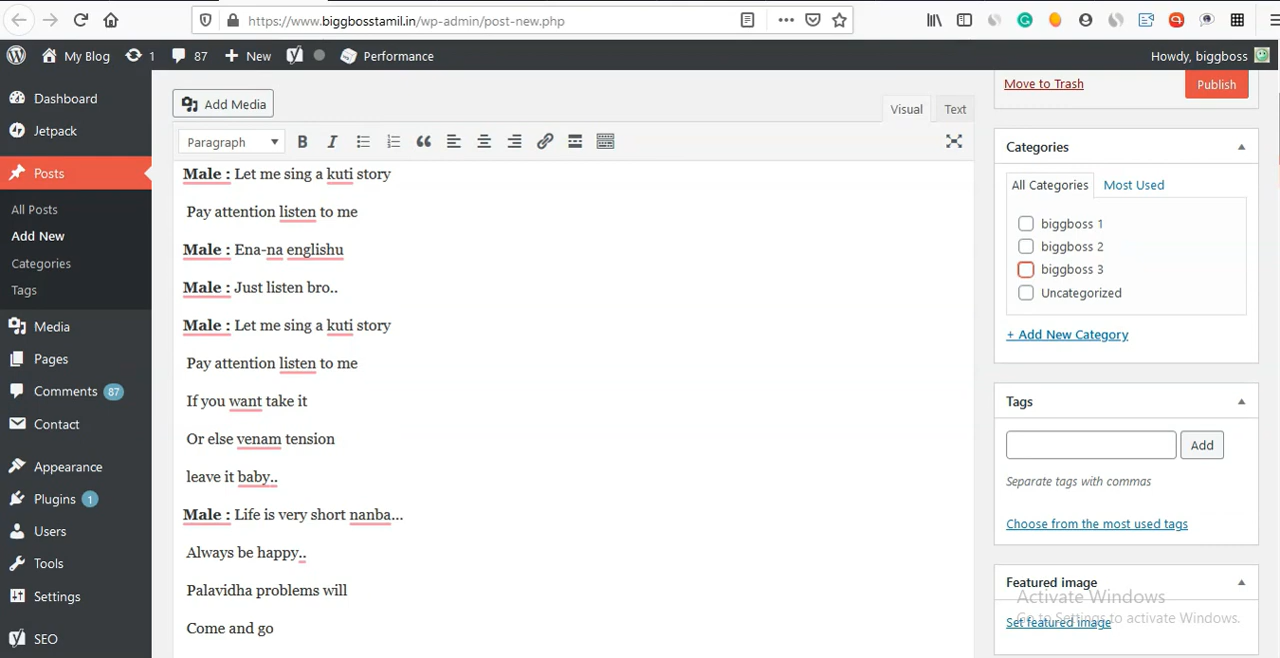 https://www.biggbosstamil.in/wp-admin/post-new.php
My Blog 1 87 + New Performance Howdy, biggboss
Dashboard
Jetpack
Posts
All Posts
Add New
Categories
Tags
Media
Pages
Comments 87
Contact
Appearance
Plugins 1
Users
Tools
Settings
SEO
Add Media
Visual Text
Paragraph B I
Male : Let me sing a kuti story
Pay attention listen to me
Male : Ena-na englishu
Male : Just listen bro..
Male : Let me sing a kuti story
Pay attention listen to me
If you want take it
Or else venam tension
leave it baby..
Male : Life is very short nanba...
Always be happy..
Palavidha problems will
Come and go
Move to Trash Publish
Categories
All Categories Most Used
biggboss 1
biggboss 2
biggboss 3
Uncategorized
+ Add New Category
Tags
Add
Separate tags with commas
Choose from the most used tags
Featured image
Activate Windows
Go to Settings to activate Windows.
Set featured image